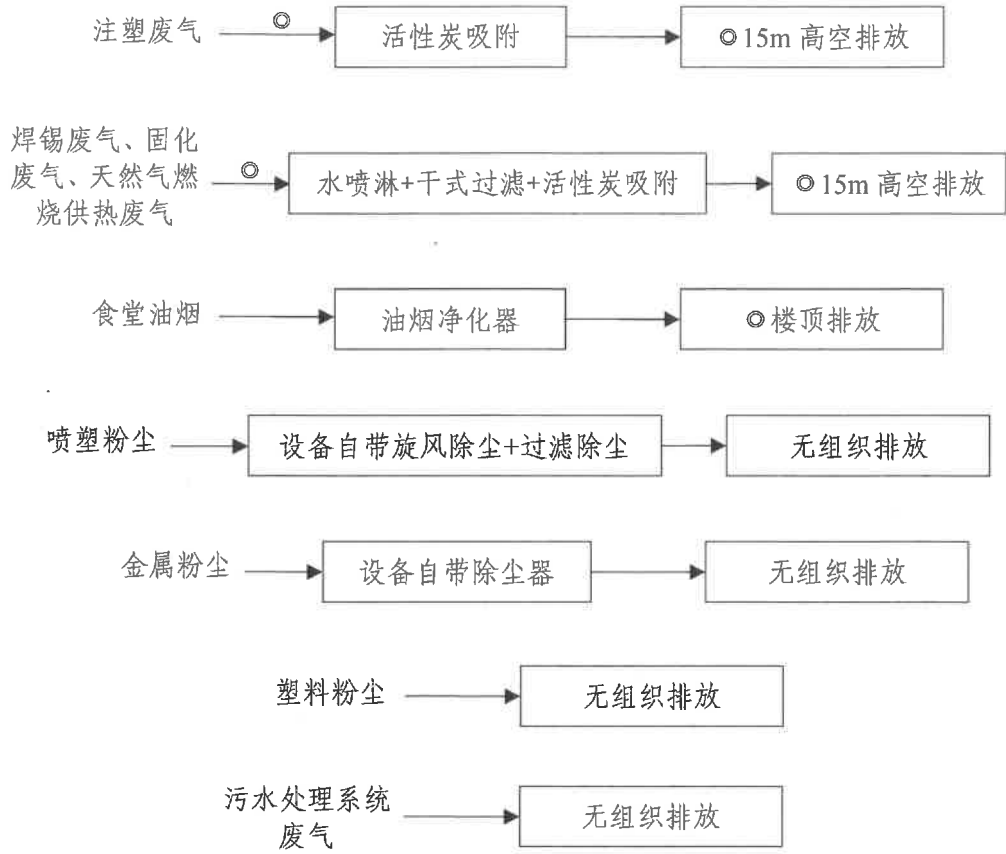 注塑废气
◎
活性炭吸附
◎15m 高空排放
焊锡废气、固化
废气、天然气燃
烧供热废气
◎
水喷淋+干式过滤+活性炭吸附
◎15m 高空排放
食堂油烟
油烟净化器
◎楼顶排放
喷塑粉尘
设备自带旋风除尘+过滤除尘
无组织排放
金属粉尘
设备自带除尘器
无组织排放
塑料粉尘
无组织排放
污水处理系统
废气
无组织排放